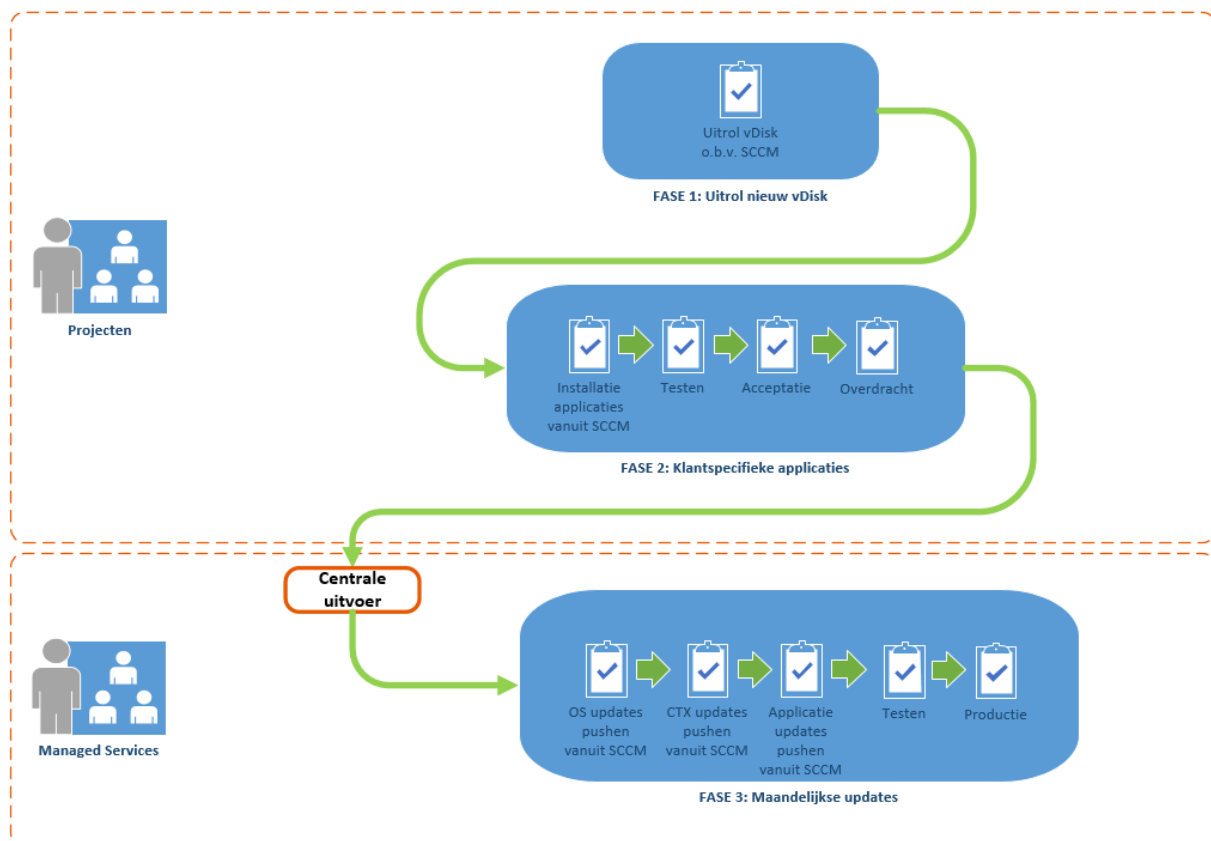 Uitrol vDisk
o.b.v. SCCM
FASE 1: Uitrol nieuw vDisk
Projecten
Installatie
applicaties
vanuit SCCM
Testen
Acceptatie
Overdracht
FASE 2: Klantspecifieke applicaties
Centrale
uitvoer
Managed Services
OS updates
pushen
vanuit SCCM
CTX updates
pushen
vanuit SCCM
Applicatie
updates
pushen
vanuit SCCM
Testen
Productie
FASE 3: Maandelijkse updates